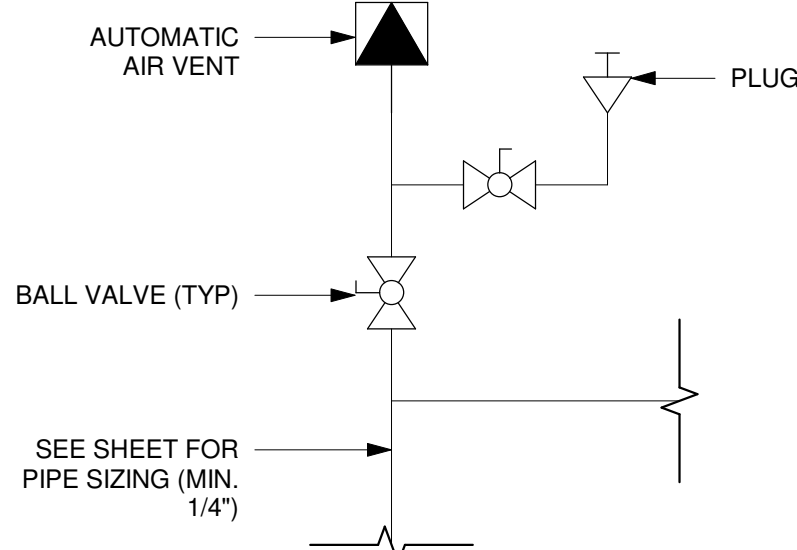 AUTOMATIC
AIR VENT
PLUG
BALL VALVE (TYP)
SEE SHEET FOR
PIPE SIZING (MIN.
1/4")